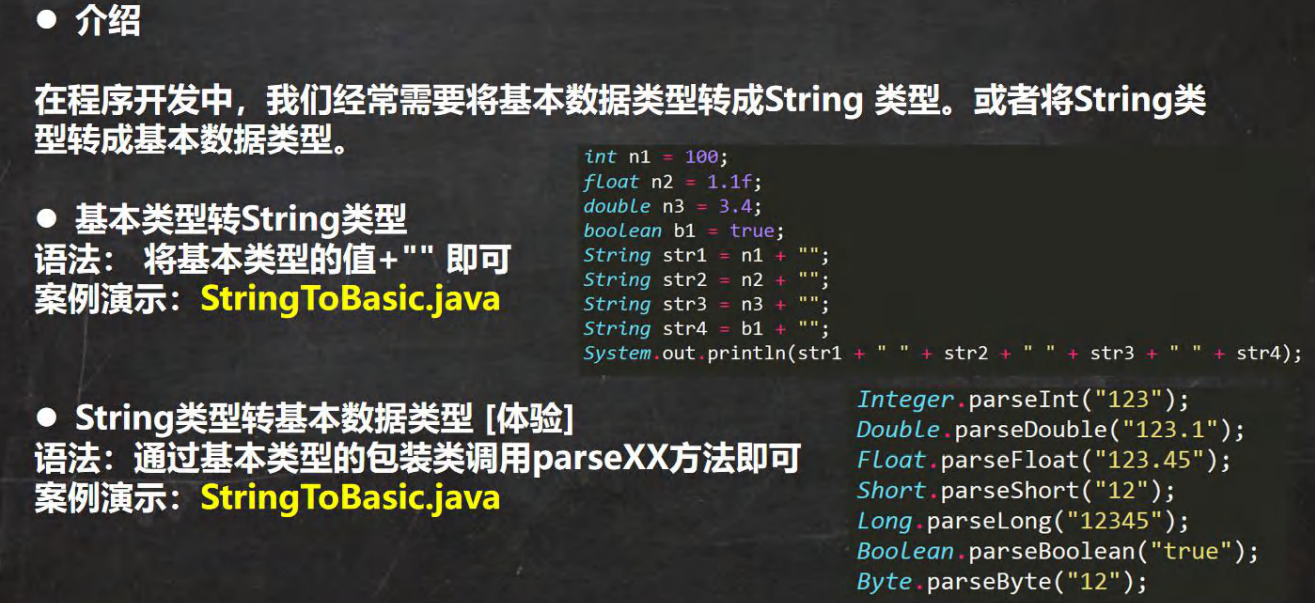 ● 介绍
在程序开发中，我们经常需要将基本数据类型转成String 类型。或者将String类
型转成基本数据类型。
● 基本类型转String类型
语法： 将基本类型的值+"" 即可
案例演示：StringToBasic.java
int n1 = 100;
float n2 = 1.1f;
double n3 = 3.4;
boolean b1 = true;
String str1 = n1 + "";
String str2 = n2 + "";
String str3 = n3 + "";
String str4 = b1 + "";
System.out.println(str1 + " " + str2 + " " + str3 + " " + str4);
● String类型转基本数据类型 [体验]
语法：通过基本类型的包装类调用parseXX方法即可
案例演示：StringToBasic.java
Integer.parseInt("123");
Double.parseDouble("123.1");
Float.parseFloat("123.45");
Short.parseShort("12");
Long.parseLong("12345");
Boolean.parseBoolean("true");
Byte.parseByte("12");